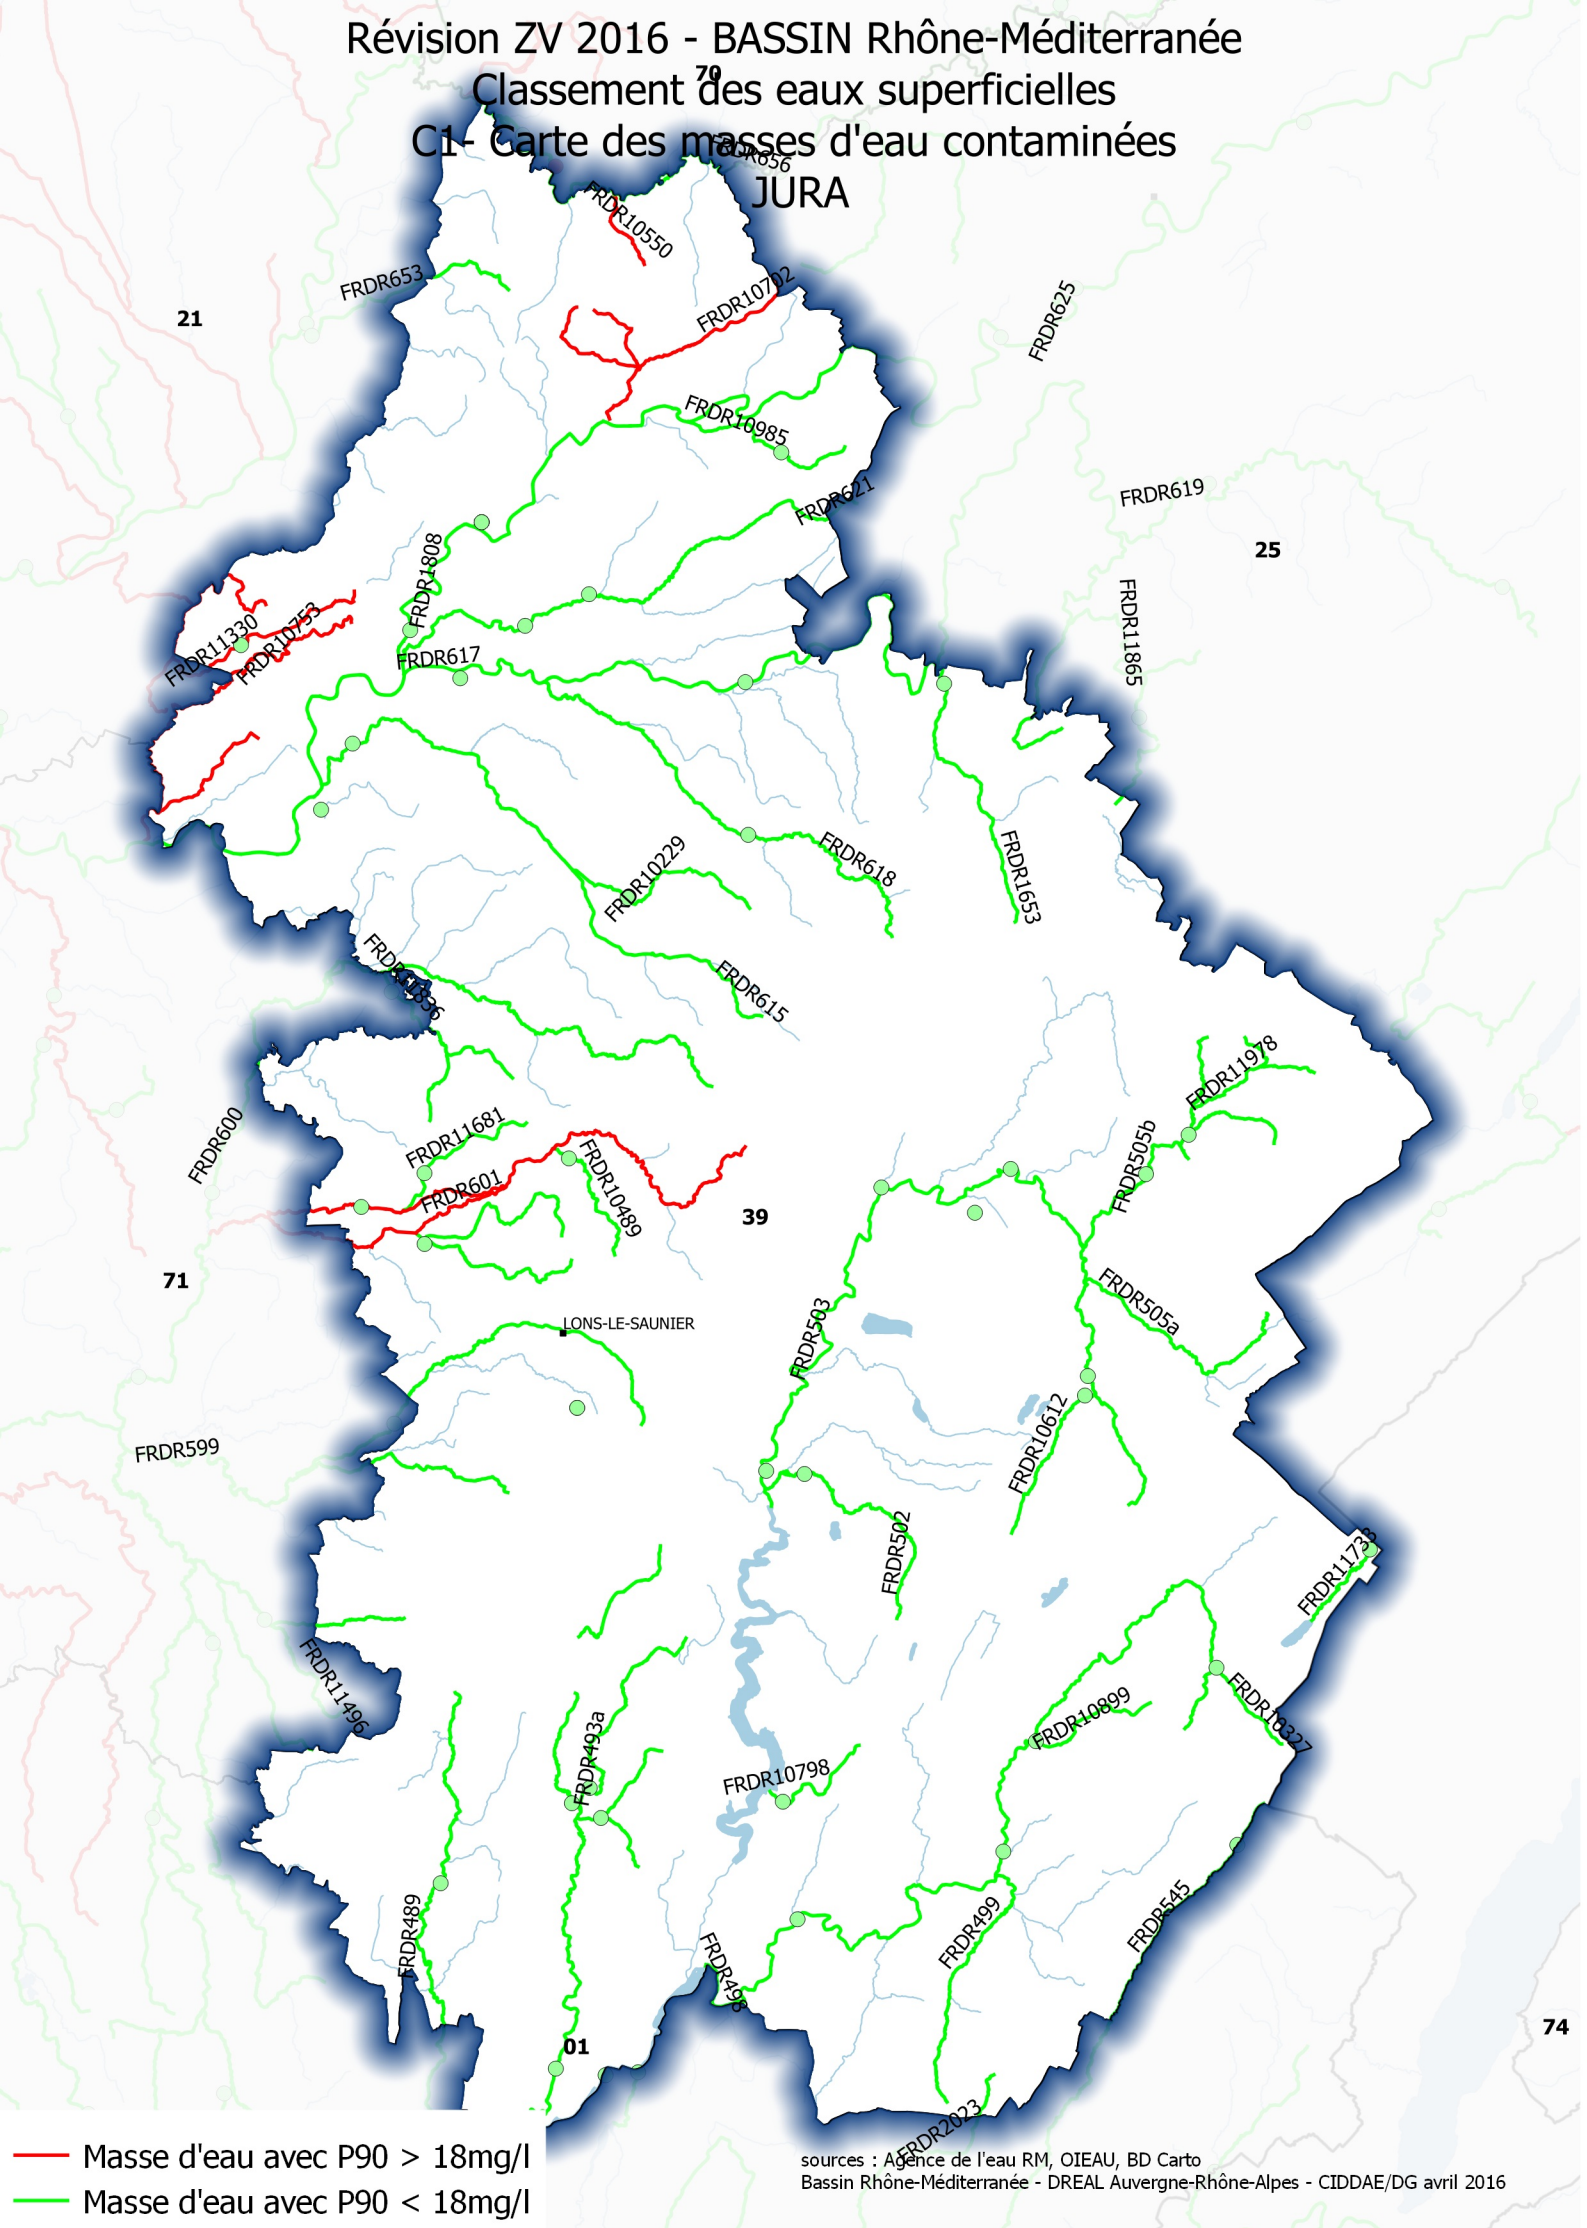 Révision ZV 2016 - BASSIN Rhône-Méditerranée
70
Classement des eaux superficielles
C1- Carte des masses d'eau contaminées
FRDR656
JURA
FRDR10550
FRDR653
FRDR10702
21
FRDR625
FRDR10985
FRDR621
FRDR619
25
FRDR1808
FRDR11330
FRDR10753
FRDR617
FRDR11865
FRDR10229
FRDR618
FRDR1653
FRDR11836
FRDR615
FRDR11978
FRDR600
FRDR11681
FRDR505b
FRDR601
FRDR10489
39
71
FRDR505a
LONS-LE-SAUNIER
FRDR503
FRDR10612
FRDR599
FRDR502
FRDR11733
FRDR11496
FRDR10899
FRDR10327
FRDR493a
FRDR10798
FRDR489
FRDR499
FRDR545
FRDR498
01
74
FRDR2023
Masse d'eau avec P90 > 18mg/l
Masse d'eau avec P90 < 18mg/l
sources : Agence de l'eau RM, OIEAU, BD Carto
Bassin Rhône-Méditerranée - DREAL Auvergne-Rhône-Alpes - CIDDAE/DG avril 2016